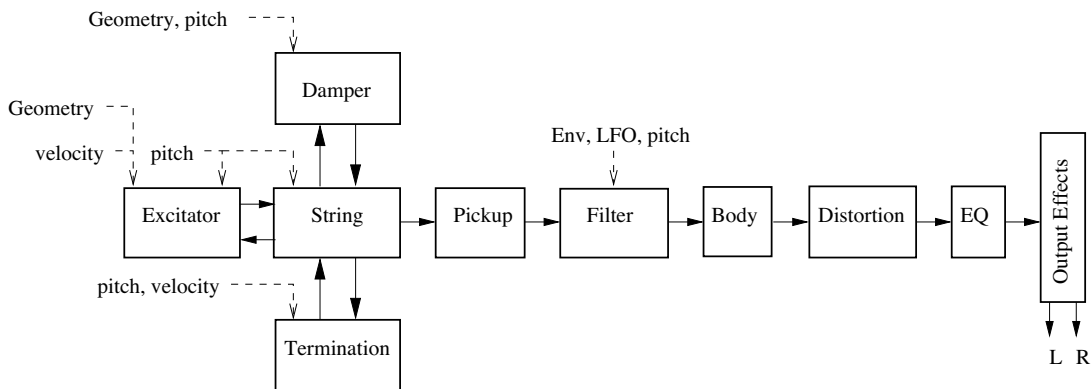 Geometry, pitch
Damper
Geometry
velocity
pitch
Env, LFO, pitch
Excitator
String
Pickup
Filter
Body
Distortion
EQ
Output Effects
pitch, velocity
Termination
L
R